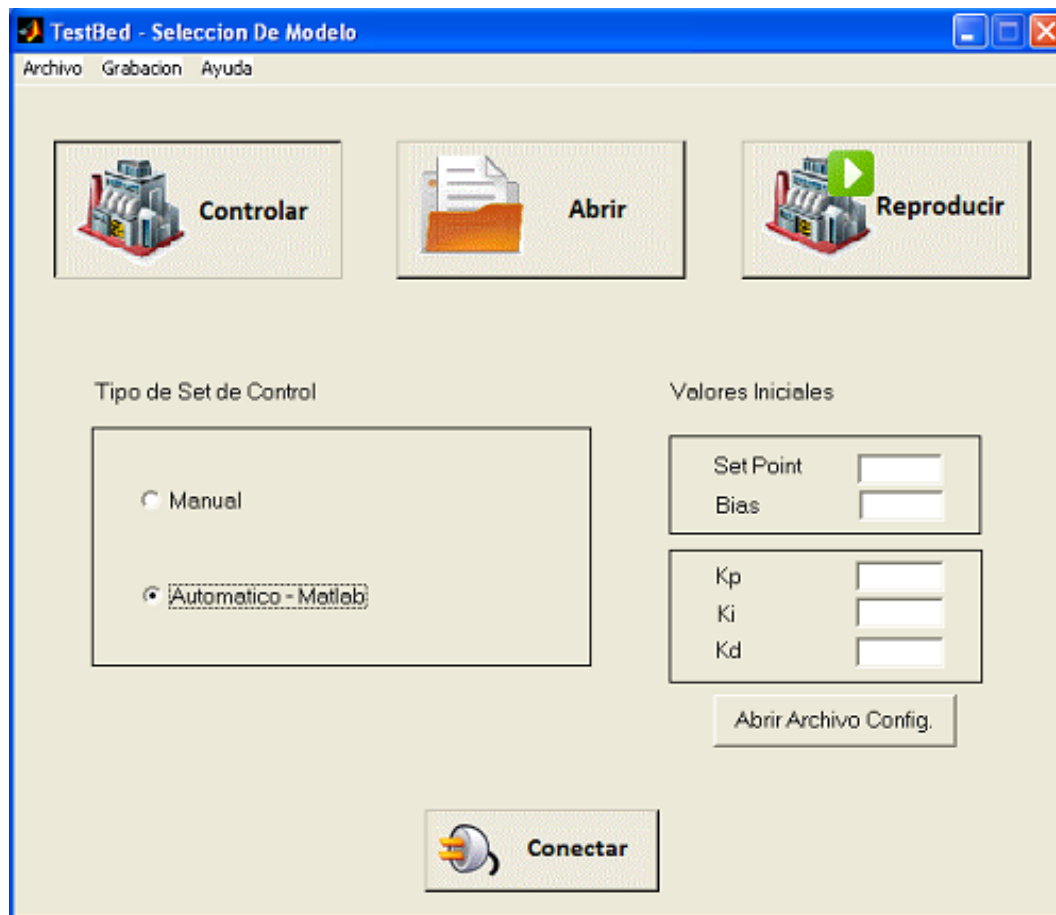 TestBed - Seleccion De Modelo
Archivo Grabacion Ayuda
Controlar
Abrir
Reproducir
Tipo de Set de Control
Manual
Automatico - Matlab
Valores Iniciales
Set Point
Bias
Kp
Ki
Kd
Abrir Archivo Config.
Conectar